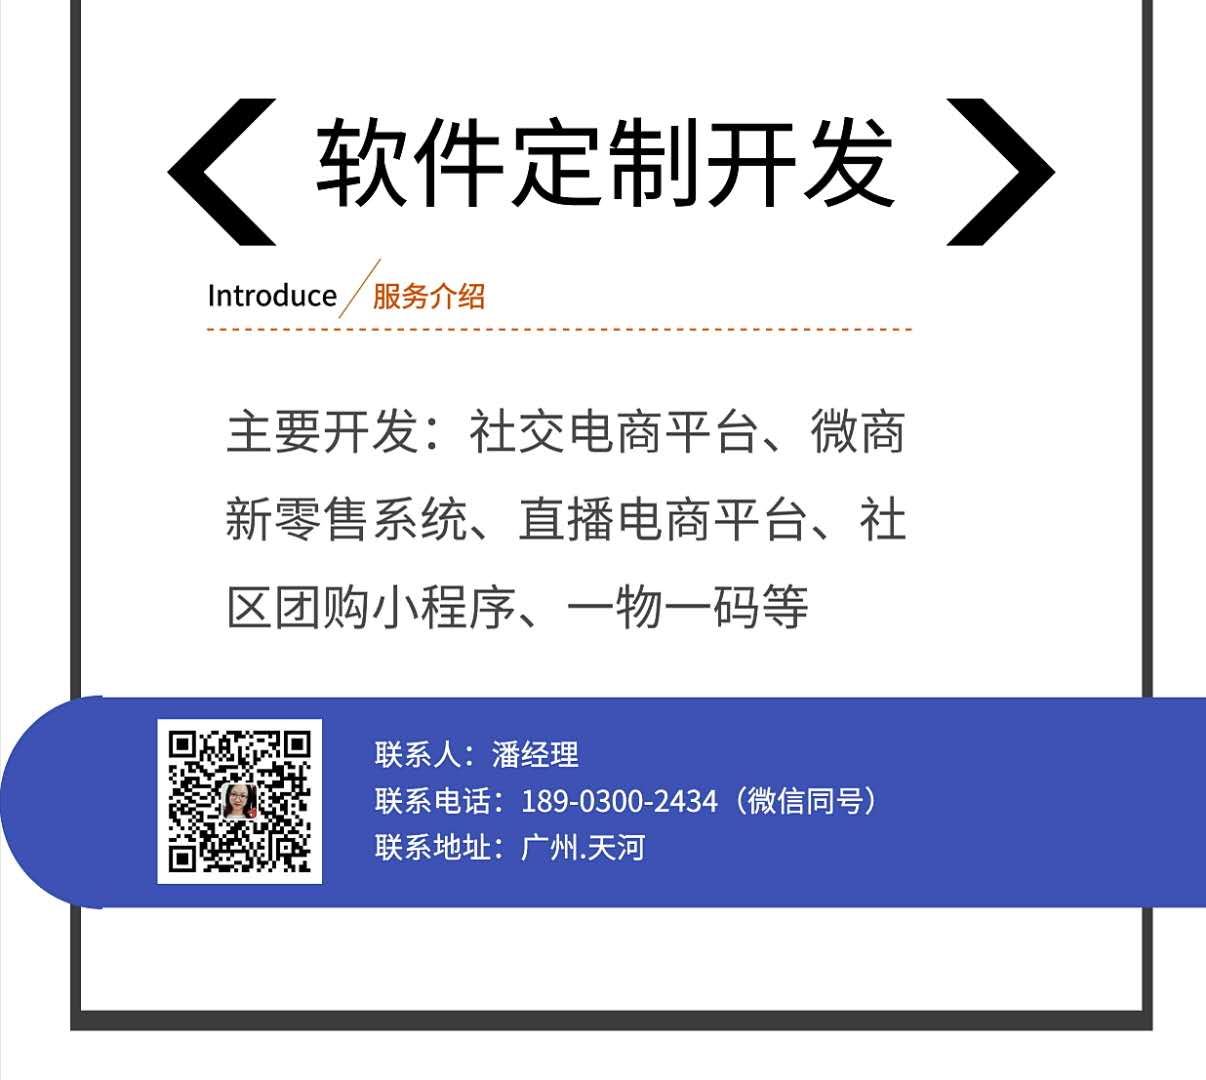 软件定制开发
Introduce 服务介绍
主要开发：社交电商平台、微商
新零售系统、直播电商平台、社
区团购小程序、一物一码等
联系人：潘经理
联系电话：189-0300-2434（微信同号）
联系地址：广州.天河